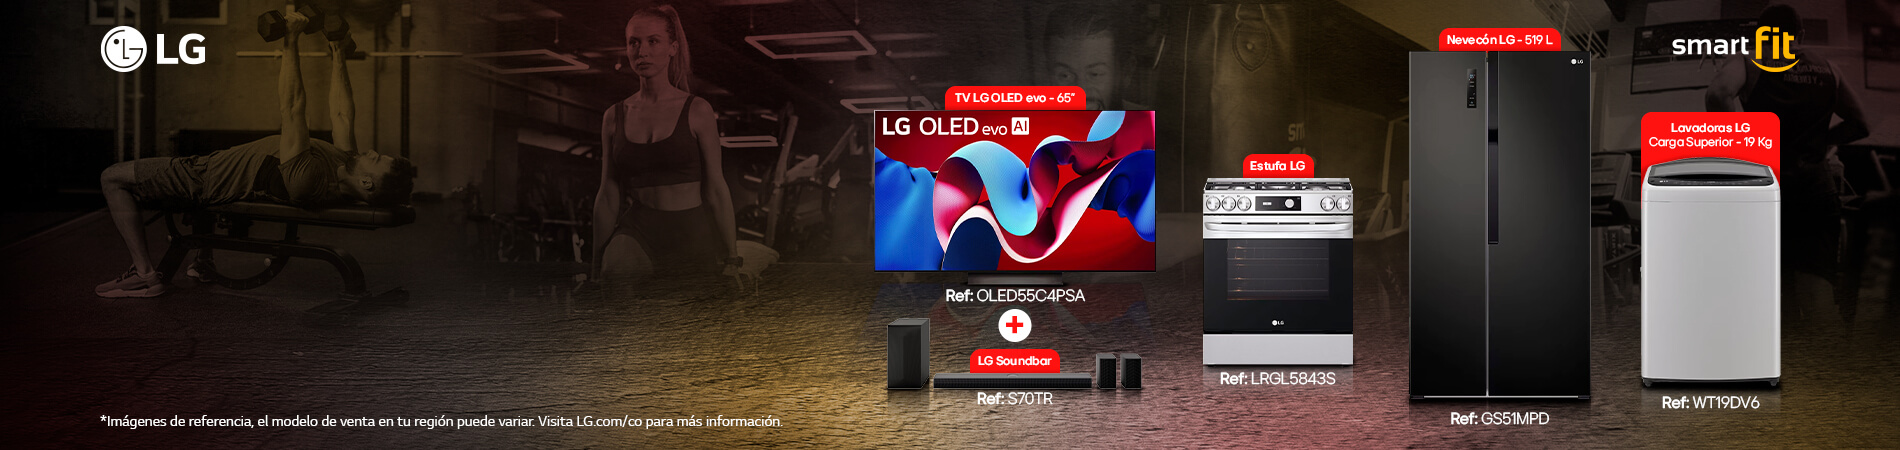 LG
smart fit
TV LG OLED evo - 65"
LG OLED evo AI
Ref: OLED55C4PSA
+
LG Soundbar
Ref: S70TR
Estufa LG
LG
Ref: LRGL5843S
Nevecón LG - 519 L
LG
Ref: GS51MPD
Lavadoras LG
Carga Superior - 19 Kg
Ref: WT19DV6
*Imágenes de referencia, el modelo de venta en tu región puede variar. Visita LG.com/co para más información.